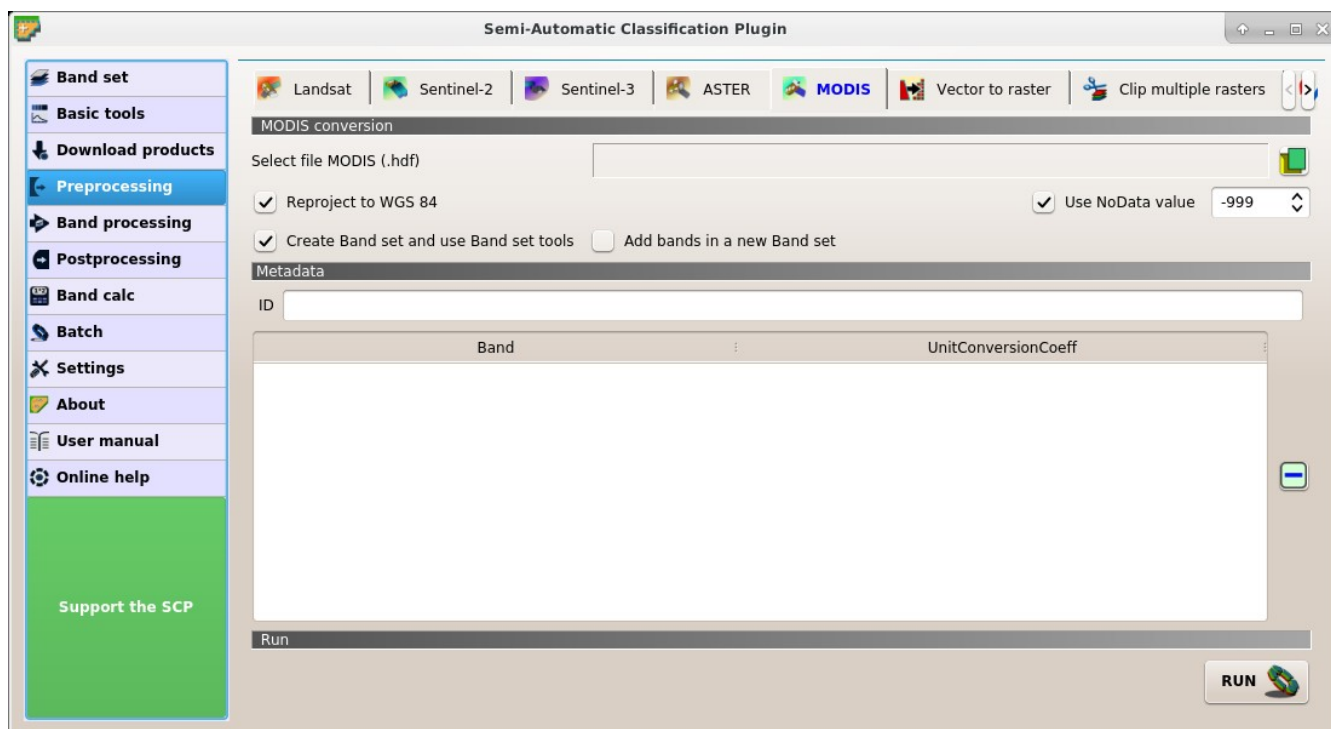 Semi-Automatic Classification Plugin
Band set
Basic tools
Download products
Preprocessing
Band processing
Postprocessing
Band calc
Batch
Settings
About
User manual
Online help
Support the SCP
Landsat Sentinel-2 Sentinel-3 ASTER MODIS Vector to raster Clip multiple rasters
MODIS conversion
Select file MODIS (.hdf)
Reproject to WGS 84 Use NoData value -999
Create Band set and use Band set tools Add bands in a new Band set
Metadata
ID
Band UnitConversionCoeff
Run
RUN